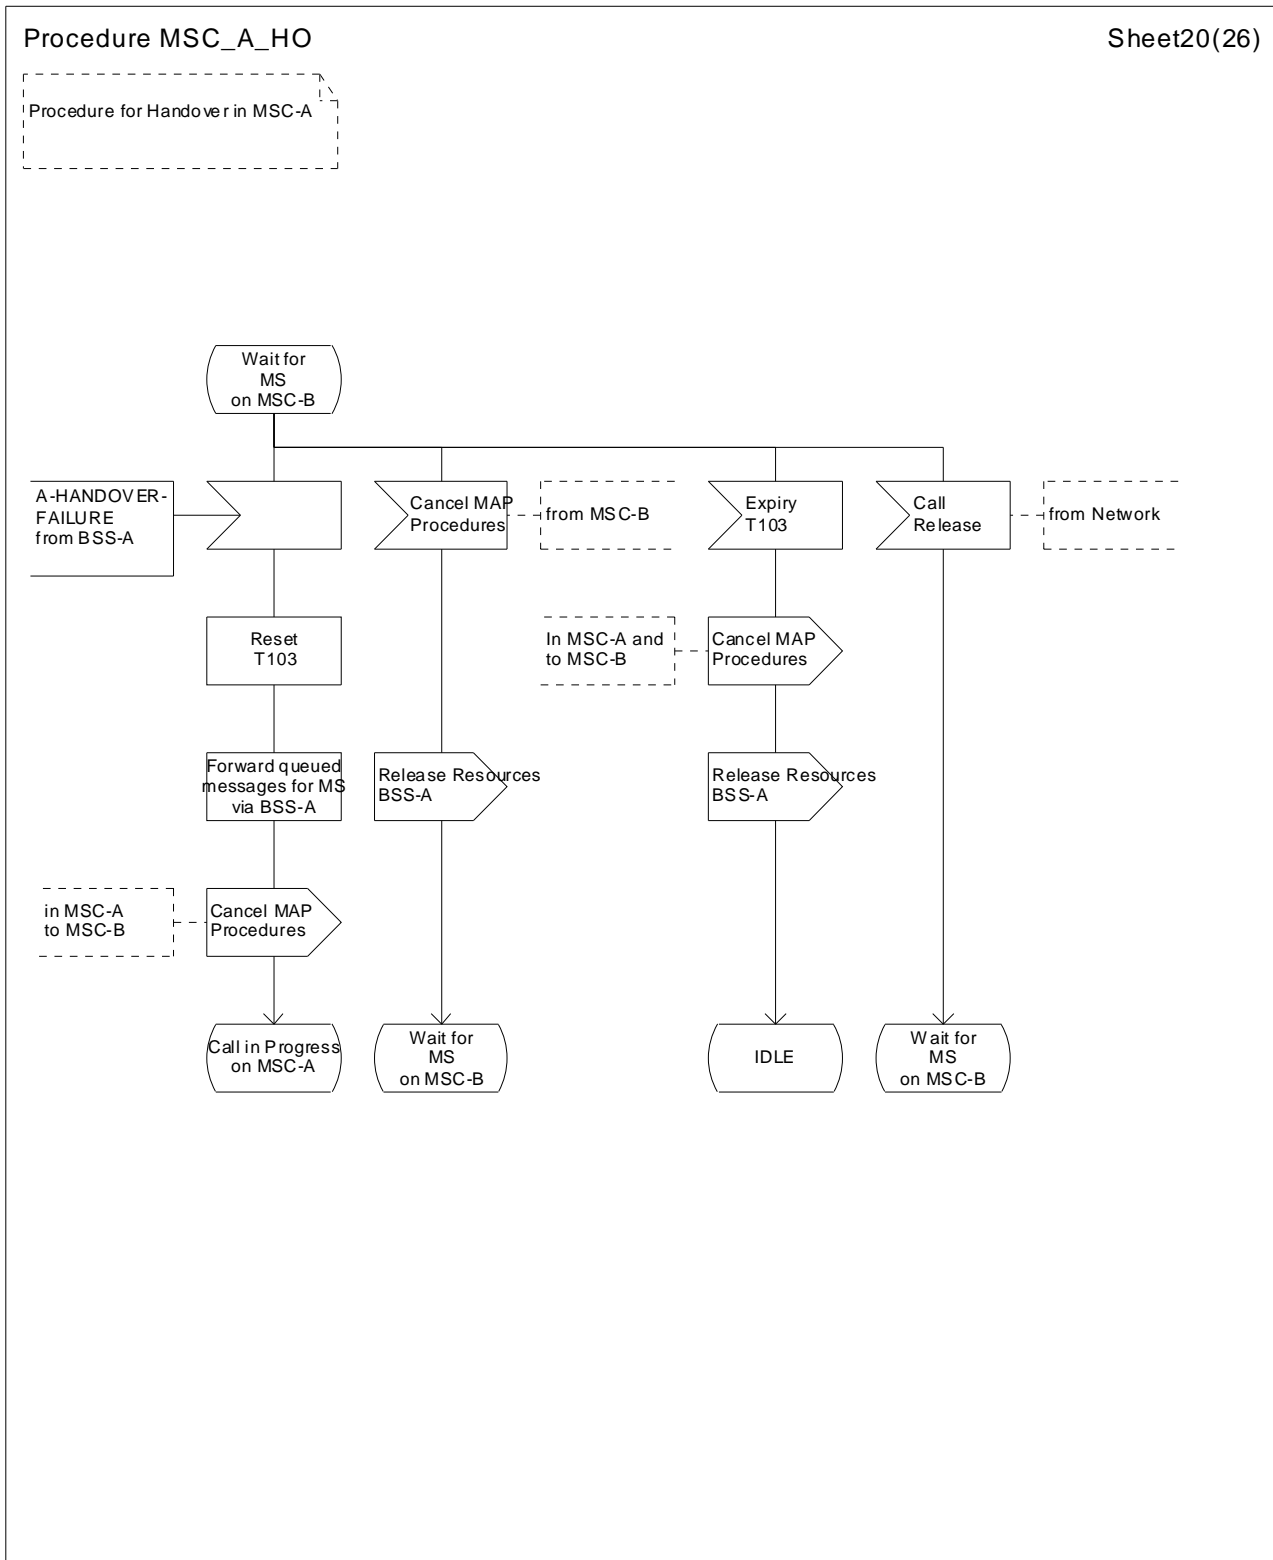 Procedure MSC_A_HO
Sheet20(26)
Procedure for Handover in MSC-A
Wait for
MS
on MSC-B
A-HANDOVER-
FAILURE
from BSS-A
Cancel MAP
Procedures
from MSC-B
Expiry
T103
Call
Release
from Network
Reset
T103
In MSC-A and
to MSC-B
Cancel MAP
Procedures
Forward queued
messages for MS
via BSS-A
Release Resources
BSS-A
Release Resources
BSS-A
in MSC-A
to MSC-B
Cancel MAP
Procedures
Call in Progress
on MSC-A
Wait for
MS
on MSC-B
IDLE
Wait for
MS
on MSC-B